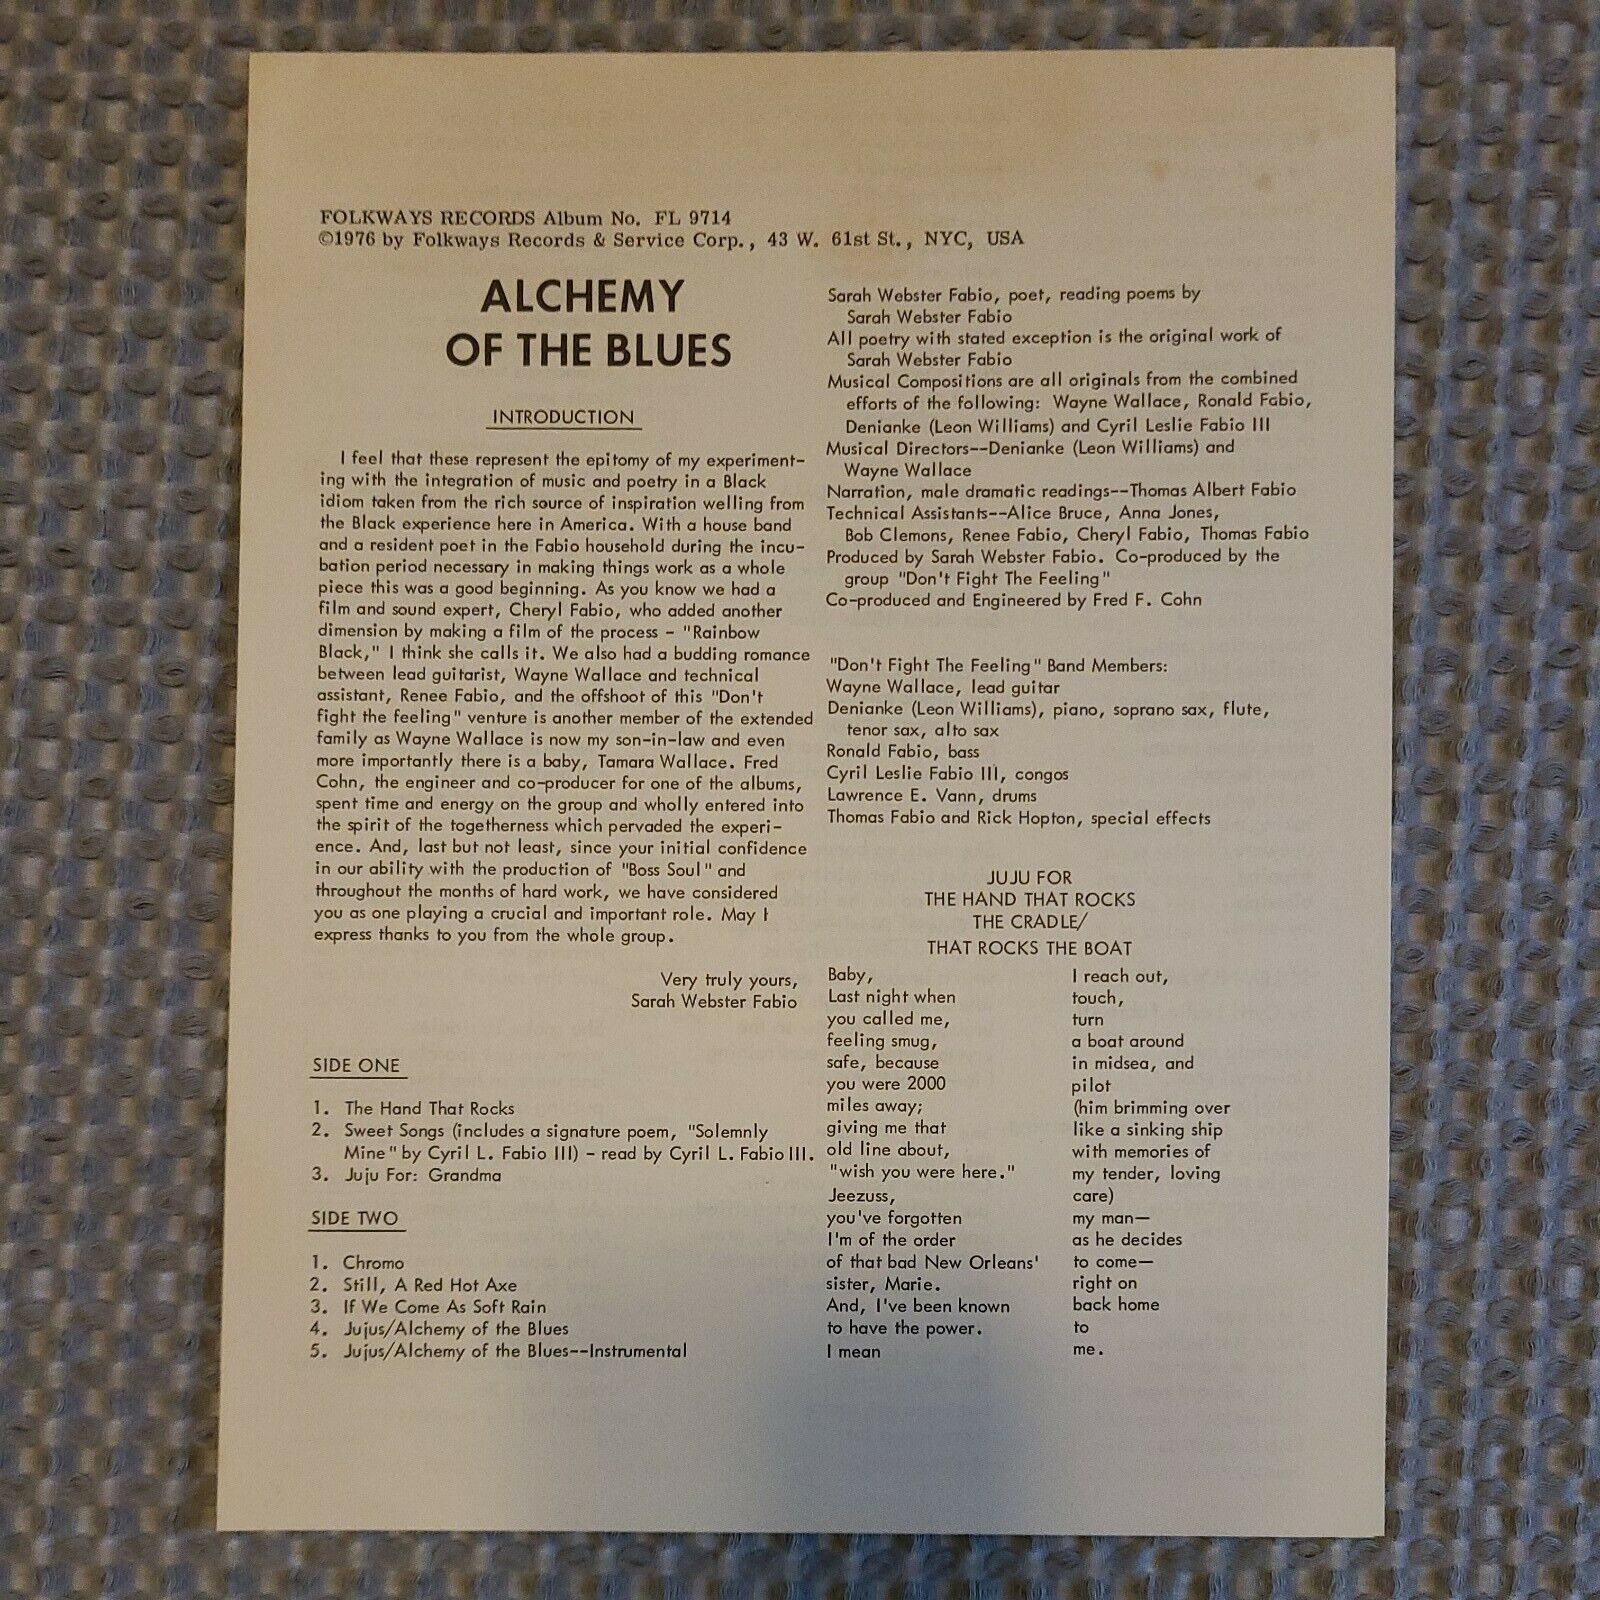 FOLKWAYS RECORDS Album No. FL 9714
©1976 by Folkways Records & Service Corp., 43 W. 61st St., NYC, USA
ALCHEMY
OF THE BLUES
INTRODUCTION
I feel that these represent the epitomy of my experiment-
ing with the integration of music and poetry in a Black
idiom taken from the rich source of inspiration welling from
the Black experience here in America. With a house band
and a resident poet in the Fabio household during the incu-
bation period necessary in making things work as a whole
piece this was a good beginning. As you know we had a
film and sound expert, Cheryl Fabio, who added another
dimension by making a film of the process - "Rainbow
Black," I think she calls it. We also had a budding romance
between lead guitarist, Wayne Wallace and technical
assistant, Renee Fabio, and the offshoot of this "Don't
fight the feeling" venture is another member of the extended
family as Wayne Wallace is now my son-in-law and even
more importantly there is a baby, Tamara Wallace. Fred
Cohn, the engineer and co-producer for one of the albums,
spent time and energy on the group and wholly entered into
the spirit of the togetherness which pervaded the experi-
ence. And, last but not least, since your initial confidence
in our ability with the production of "Boss Soul" and
throughout the months of hard work, we have considered
you as one playing a crucial and important role. May I
express thanks to you from the whole group.
Very truly yours,
Sarah Webster Fabio
SIDE ONE
1. The Hand That Rocks
2. Sweet Songs (includes a signature poem, "Solemnly
Mine" by Cyril L. Fabio III) - read by Cyril L. Fabio III.
3. Juju For: Grandma
SIDE TWO
1. Chromo
2. Still, A Red Hot Axe
3. If We Come As Soft Rain
4. Jujus/Alchemy of the Blues
5. Jujus/Alchemy of the Blues--Instrumental
Sarah Webster Fabio, poet, reading poems by
Sarah Webster Fabio
All poetry with stated exception is the original work of
Sarah Webster Fabio
Musical Compositions are all originals from the combined
efforts of the following: Wayne Wallace, Ronald Fabio,
Denianke (Leon Williams) and Cyril Leslie Fabio III
Musical Directors--Denianke (Leon Williams) and
Wayne Wallace
Narration, male dramatic readings--Thomas Albert Fabio
Technical Assistants--Alice Bruce, Anna Jones,
Bob Clemons, Renee Fabio, Cheryl Fabio, Thomas Fabio
Produced by Sarah Webster Fabio. Co-produced by the
group "Don't Fight The Feeling"
Co-produced and Engineered by Fred F. Cohn
"Don't Fight The Feeling" Band Members:
Wayne Wallace, lead guitar
Denianke (Leon Williams), piano, soprano sax, flute,
tenor sax, alto sax
Ronald Fabio, bass
Cyril Leslie Fabio III, congos
Lawrence E. Vann, drums
Thomas Fabio and Rick Hopton, special effects
JUJU FOR
THE HAND THAT ROCKS
THE CRADLE/
THAT ROCKS THE BOAT
Baby,
Last night when
you called me,
feeling smug,
safe, because
you were 2000
miles away;
giving me that
old line about,
"wish you were here."
Jeezuss,
you've forgotten
I'm of the order
of that bad New Orleans'
sister, Marie.
And, I've been known
to have the power.
I mean
I reach out,
touch,
turn
a boat around
in midsea, and
pilot
(him brimming over
like a sinking ship
with memories of
my tender, loving
care)
my man—
as he decides
to come—
right on
back home
to
me.